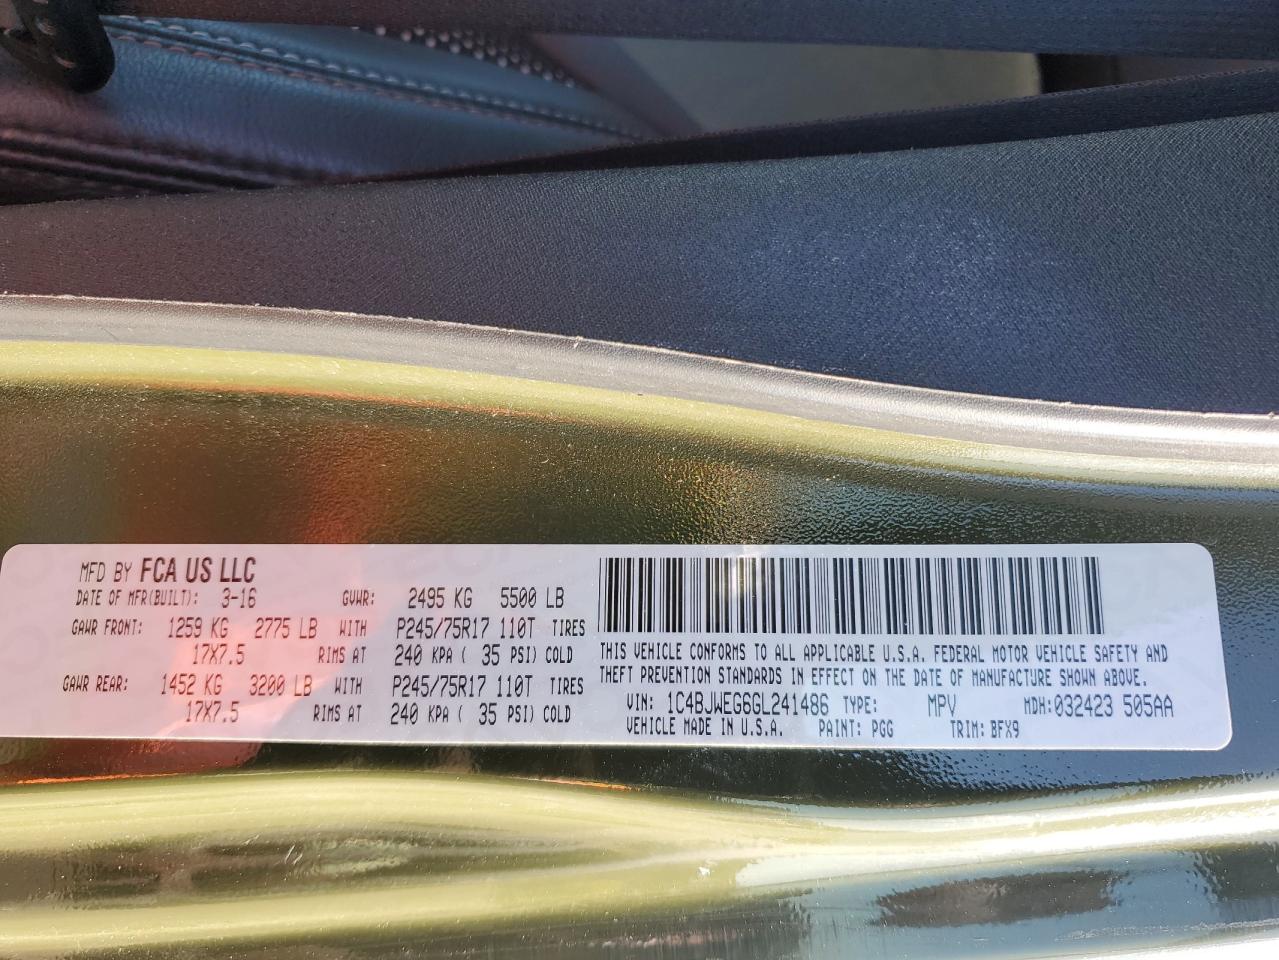 MFD BY FCA US LLC
DATE OF MFR(BUILT): 3-16 GVWR: 2495 KG 5500 LB
GAWR FRONT: 1259 KG 2775 LB WITH P245/75R17 110T TIRES
17X7.5 RIMS AT 240 KPA ( 35 PSI) COLD
GAWR REAR: 1452 KG 3200 LB WITH P245/75R17 110T TIRES
17X7.5 RIMS AT 240 KPA ( 35 PSI) COLD
THIS VEHICLE CONFORMS TO ALL APPLICABLE U.S.A. FEDERAL MOTOR VEHICLE SAFETY AND
THEFT PREVENTION STANDARDS IN EFFECT ON THE DATE OF MANUFACTURE SHOWN ABOVE.
VIN: 1C4BJWEG6GL241486 TYPE: MPV MDH:032423 505AA
VEHICLE MADE IN U.S.A. PAINT: PGG TRIM: BFX9